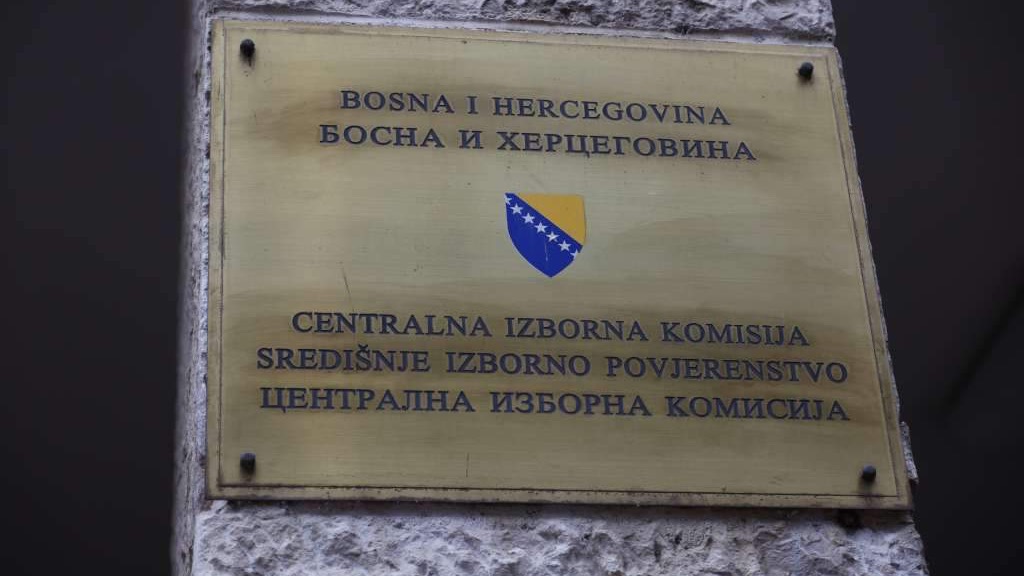 BOSNA I HERCEGOVINA
БОСНА И ХЕРЦЕГОВИНА
CENTRALNA IZBORNA KOMISIJA
SREDIŠNJE IZBORNO POVJERENSTVO
ЦЕНТРАЛНА ИЗБОРНА КОМИСИЈА